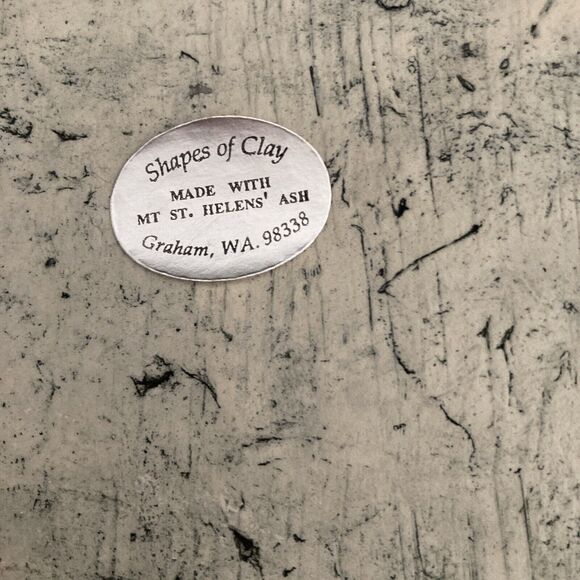 Shapes of Clay
MADE WITH
MT ST. HELENS' ASH
Graham, WA. 98338